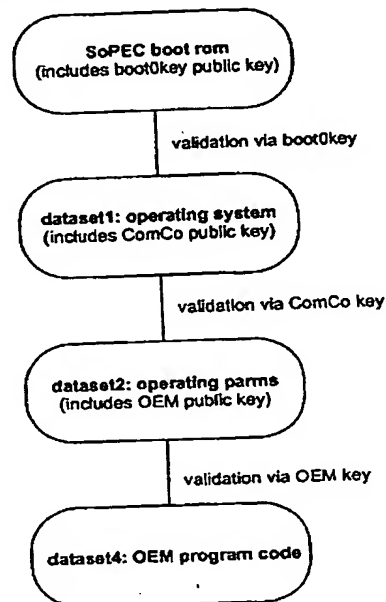 SoPEC boot rom
(includes boot0key public key)
validation via boot0key
dataset1: operating system
(includes ComCo public key)
validation via ComCo key
dataset2: operating parms
(includes OEM public key)
validation via OEM key
dataset4: OEM program code